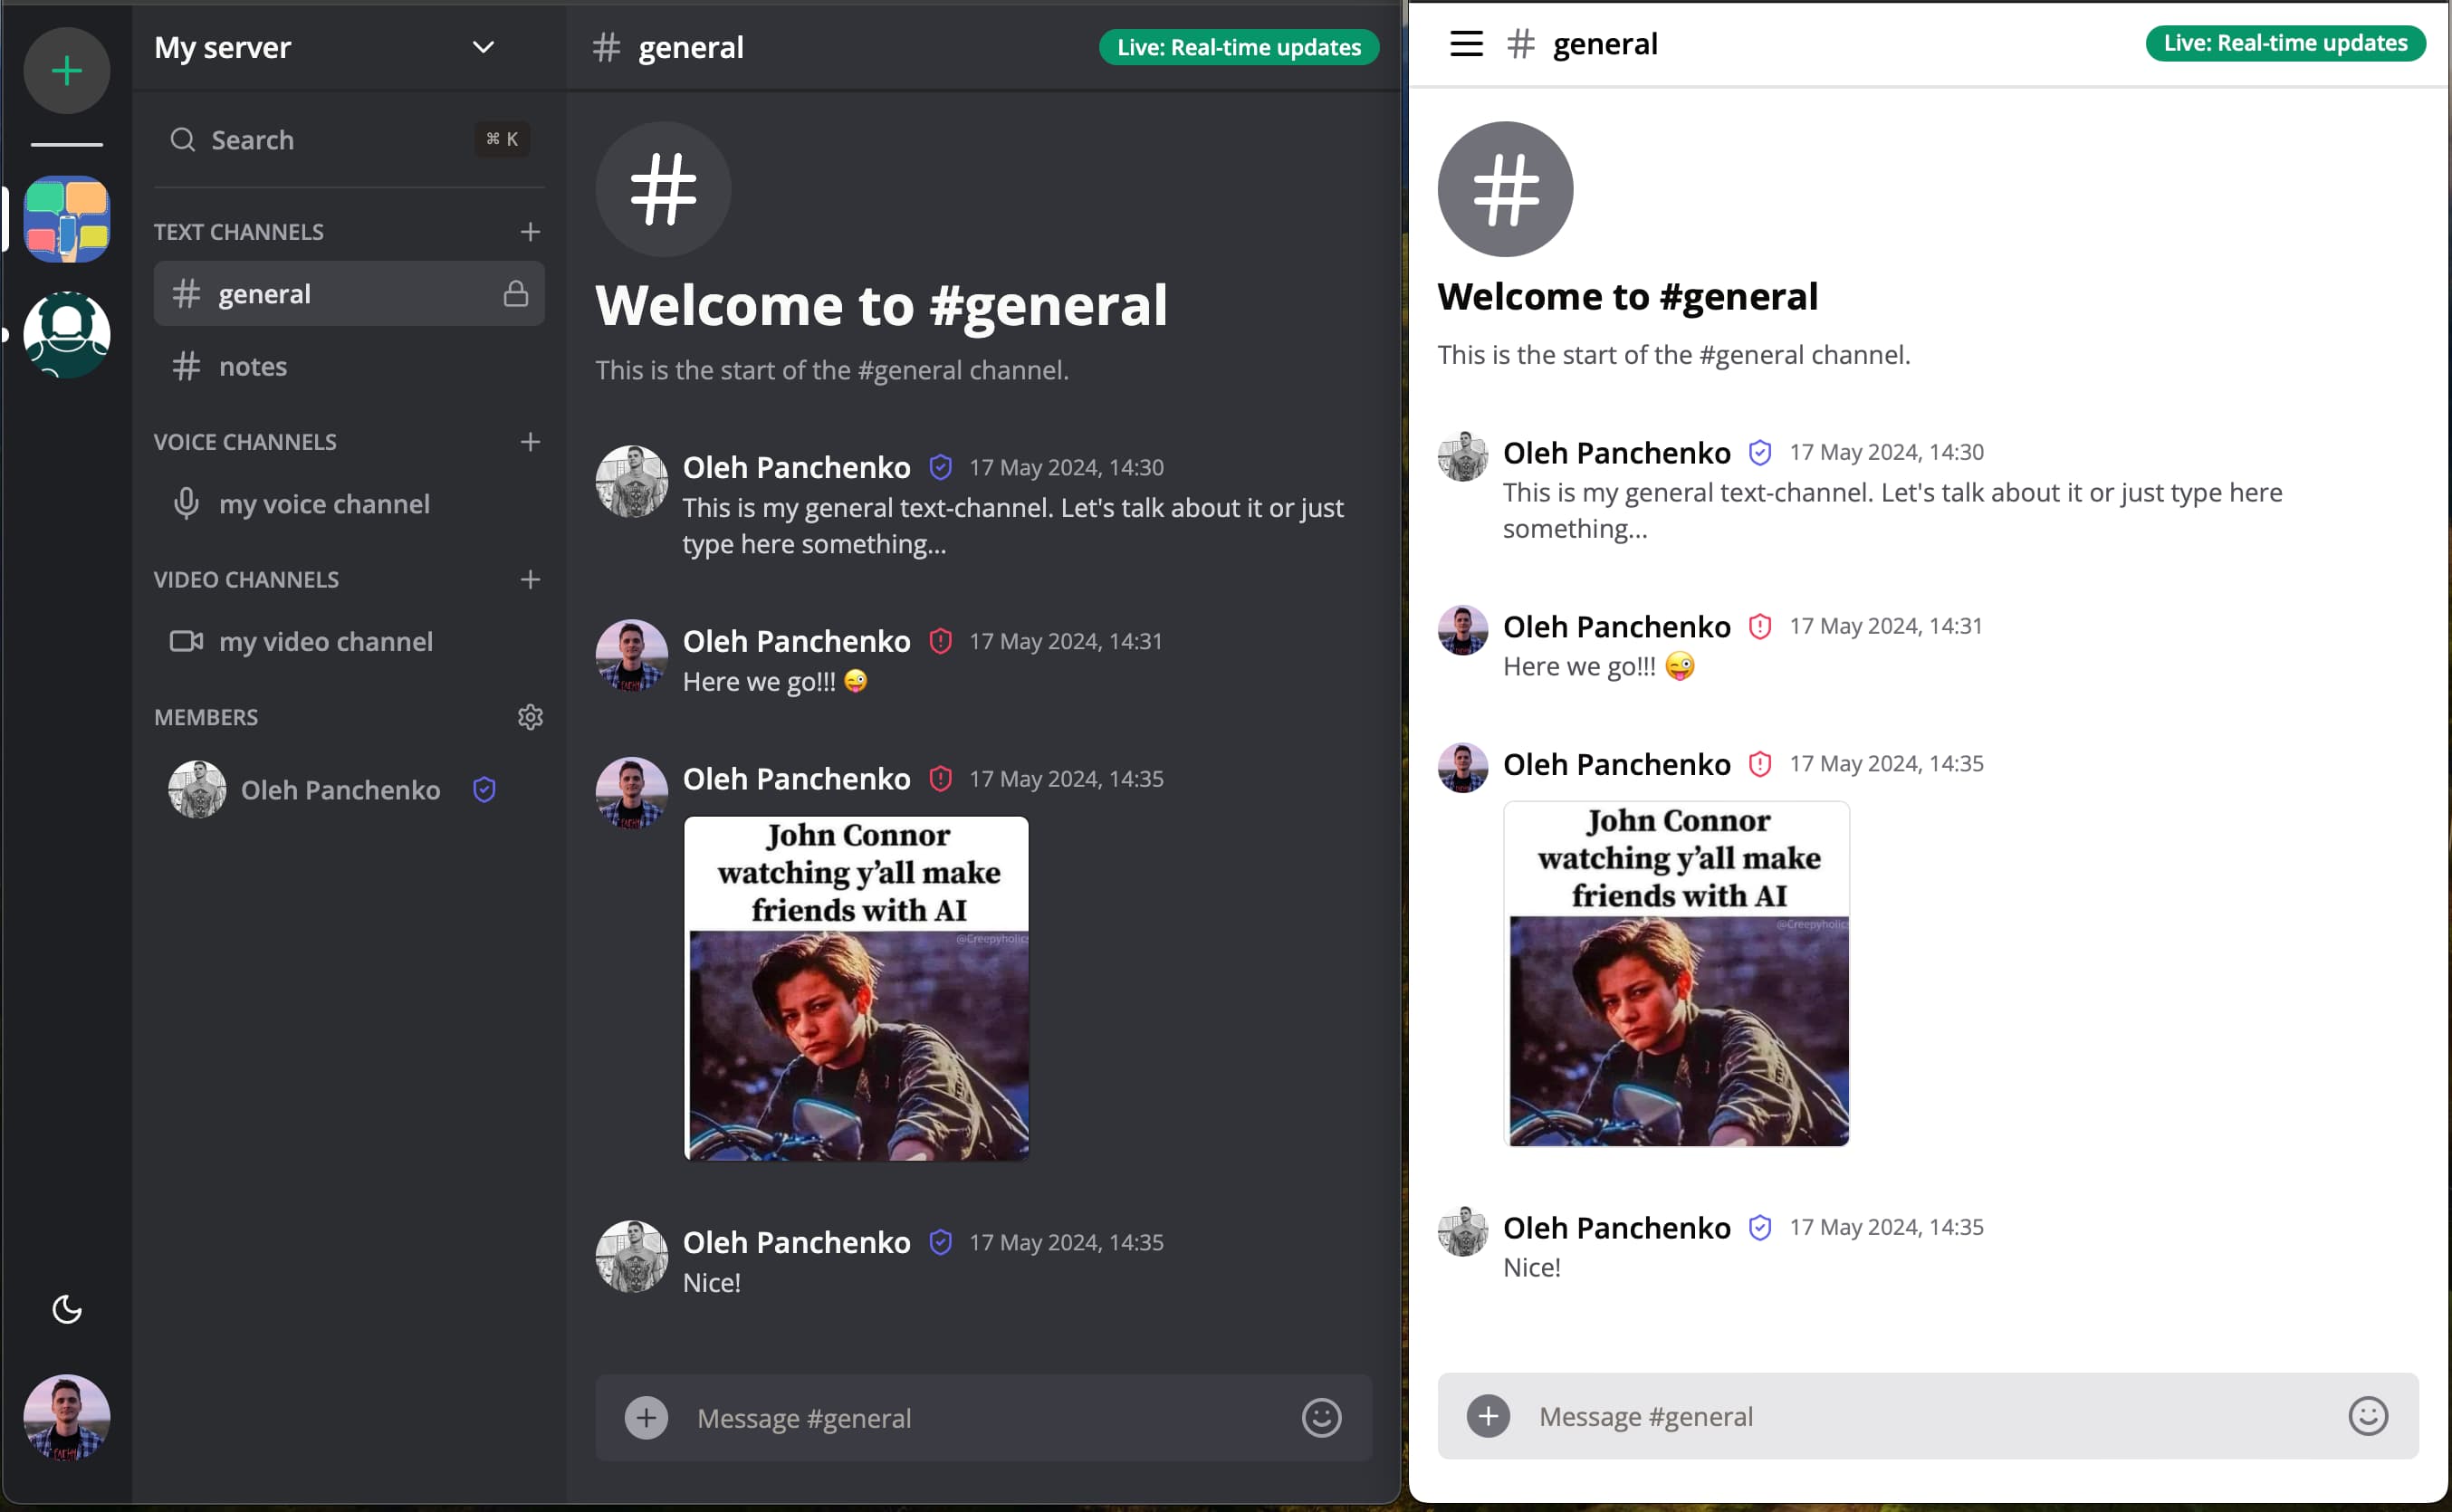 My server
Search
⌘ K
TEXT CHANNELS
general
notes
VOICE CHANNELS
my voice channel
VIDEO CHANNELS
my video channel
MEMBERS
Oleh Panchenko
# general
Live: Real-time updates
#
Welcome to #general
This is the start of the #general channel.
Oleh Panchenko 17 May 2024, 14:30
This is my general text-channel. Let's talk about it or just
type here something...
Oleh Panchenko 17 May 2024, 14:31
Here we go!!! 😜
Oleh Panchenko 17 May 2024, 14:35
John Connor
watching y’all make
friends with AI
@Creepyholics
Oleh Panchenko 17 May 2024, 14:35
Nice!
Message #general
# general
Live: Real-time updates
#
Welcome to #general
This is the start of the #general channel.
Oleh Panchenko 17 May 2024, 14:30
This is my general text-channel. Let's talk about it or just type here
something...
Oleh Panchenko 17 May 2024, 14:31
Here we go!!! 😜
Oleh Panchenko 17 May 2024, 14:35
John Connor
watching y’all make
friends with AI
@Creepyholic
Oleh Panchenko 17 May 2024, 14:35
Nice!
Message #general